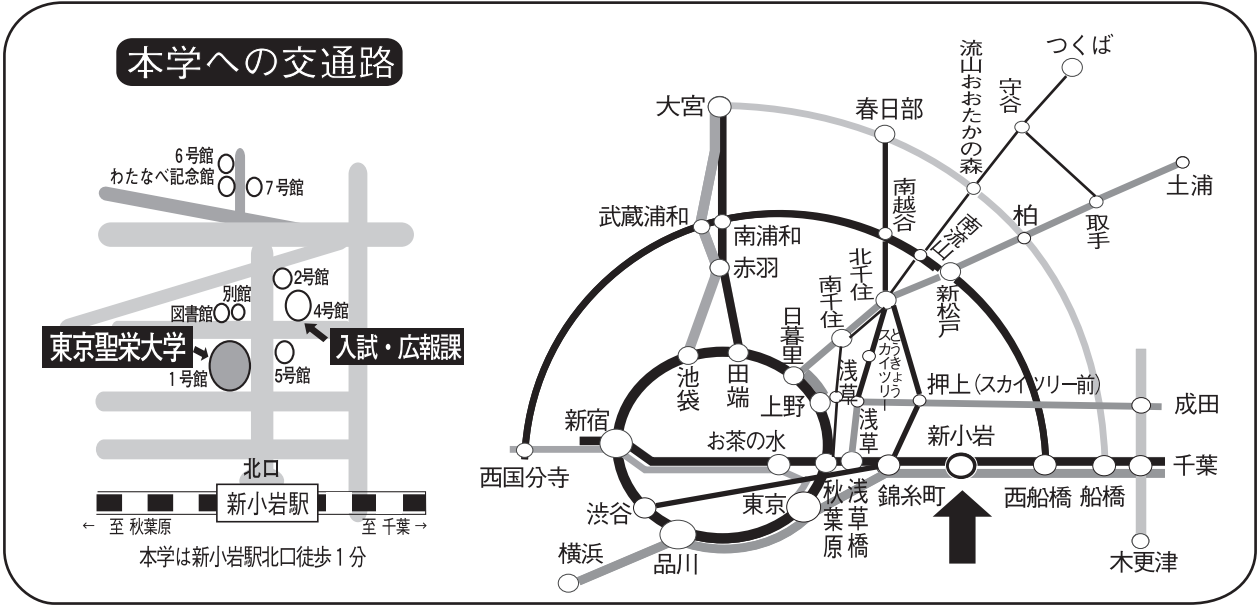 本学への交通路
6号館
わたなべ記念館
7号館
2号館
別館
図書館
4号館
東京聖栄大学
入試・広報課
1号館
5号館
北口
新小岩駅
← 至 秋葉原
至 千葉 →
本学は新小岩駅北口徒歩1分
つくば
流山おおたかの森
守谷
大宮
春日部
土浦
南越谷
柏
取手
武蔵浦和
南浦和
南流山
赤羽
北千住
新松戸
南千住
日暮里
とうきょう
スカイツリー
池袋
田端
浅草
押上(スカイツリー前)
成田
上野
浅草
新宿
お茶の水
新小岩
西国分寺
千葉
渋谷
東京
秋葉原
浅草橋
錦糸町
西船橋
船橋
横浜
品川
木更津